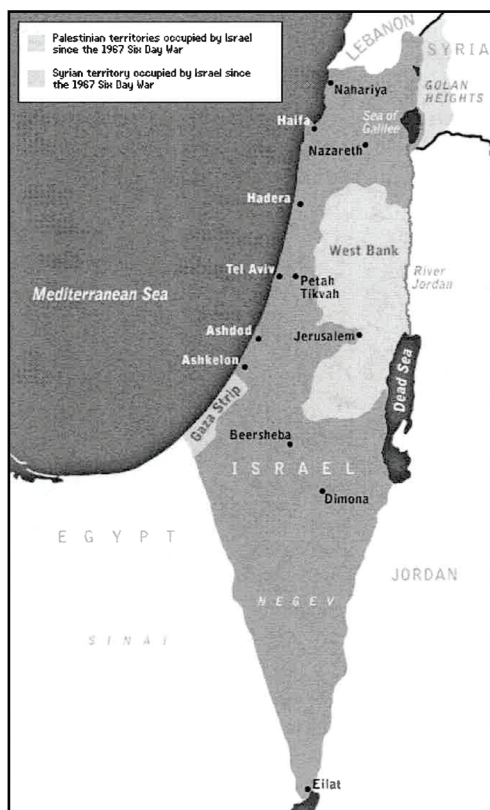 Palestinian territories occupied by Israel
since the 1967 Six Day War
Syrian territory occupied by Israel since
the 1967 Six Day War
LEBANON
SYRIA
Nahariya
GOLAN
HEIGHTS
Haifa
Sea of
Galilee
Nazareth
Hadera
West Bank
Tel Aviv
Petah
Tikvah
River
Jordan
Mediterranean Sea
Ashdod
Jerusalem
Ashkelon
Dead Sea
Gaza Strip
Beersheba
ISRAEL
Dimona
EGYPT
JORDAN
NEGEV
SINAI
Eilat